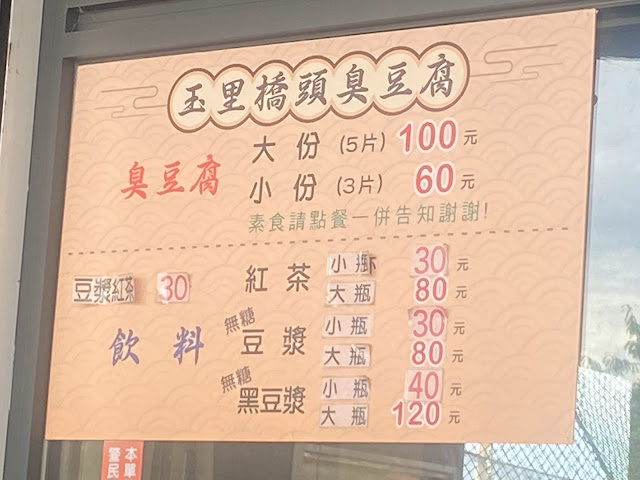 玉里橋頭臭豆腐
臭豆腐
大份 (5片) 100元
小份 (3片) 60元
素食請點餐一併告知謝謝!
豆漿紅茶 30
飲料
紅茶 小瓶 30元
大瓶 80元
無糖
豆漿 小瓶 30元
大瓶 80元
無糖
黑豆漿 小瓶 40元
大瓶 120元
本單
營民